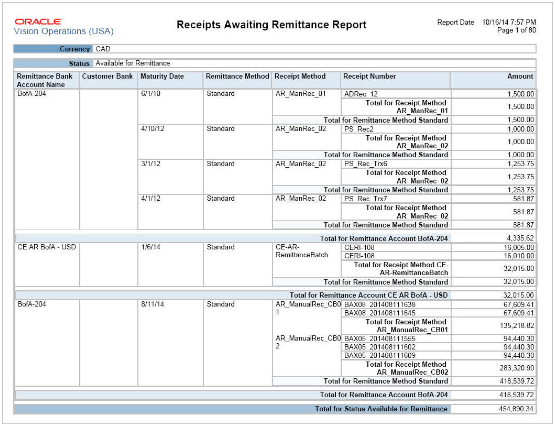 ORACLE
Vision Operations (USA)
Receipts Awaiting Remittance Report
Report Date 10/16/14 7:57 PM
Page 1 of 60
Currency CAD
Status Available for Remittance
Remittance Bank Account Name Customer Bank Maturity Date Remittance Method Receipt Method Receipt Number Amount
BofA-204 6/1/10 Standard AR_ManRec_01 ADRec_12 1,500.00
Total for Receipt Method
AR_ManRec_01 1,500.00
Total for Remittance Method Standard 1,500.00
4/10/12 Standard AR_ManRec_02 PS_Rec2 1,000.00
Total for Receipt Method
AR_ManRec_02 1,000.00
Total for Remittance Method Standard 1,000.00
3/1/12 Standard AR_ManRec_02 PS_Rec_Trx6 1,253.75
Total for Receipt Method
AR_ManRec_02 1,253.75
Total for Remittance Method Standard 1,253.75
4/1/12 Standard AR_ManRec_02 PS_Rec_Trx7 581.87
Total for Receipt Method
AR_ManRec_02 581.87
Total for Remittance Method Standard 581.87
Total for Remittance Account BofA-204 4,335.62
CE AR BofA - USD 1/6/14 Standard CE-AR-RemittanceBatch CERI-108 16,005.00
CERI-108 16,010.00
Total for Receipt Method CE-
AR-RemittanceBatch 32,015.00
Total for Remittance Method Standard 32,015.00
Total for Remittance Account CE AR BofA - USD 32,015.00
BofA-204 8/11/14 Standard AR_ManualRec_CB01 BAX08_201408111638 67,609.41
BAX08_201408111645 67,609.41
Total for Receipt Method
AR_ManualRec_CB01 135,218.82
AR_ManualRec_CB02 BAX05_201408111555 94,440.30
BAX05_201408111602 94,440.30
BAX05_201408111609 94,440.30
Total for Receipt Method
AR_ManualRec_CB02 283,320.90
Total for Remittance Method Standard 418,539.72
Total for Remittance Account BofA-204 418,539.72
Total for Status Available for Remittance 454,890.34